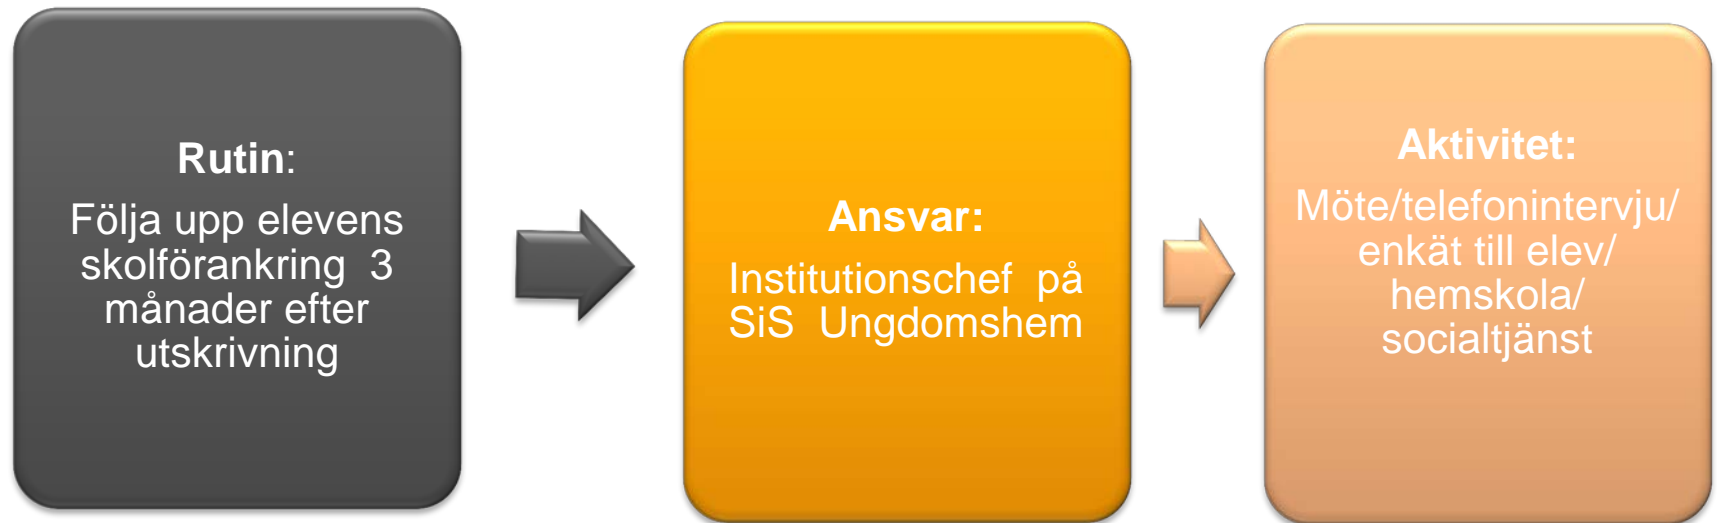 Rutin:
Följa upp elevens
skolförankring 3
månader efter
utskrivning
Ansvar:
Institutionschef på
SiS Ungdomshem
Aktivitet:
Möte/telefonintervju/
enkät till elev/
hemskola/
socialtjänst